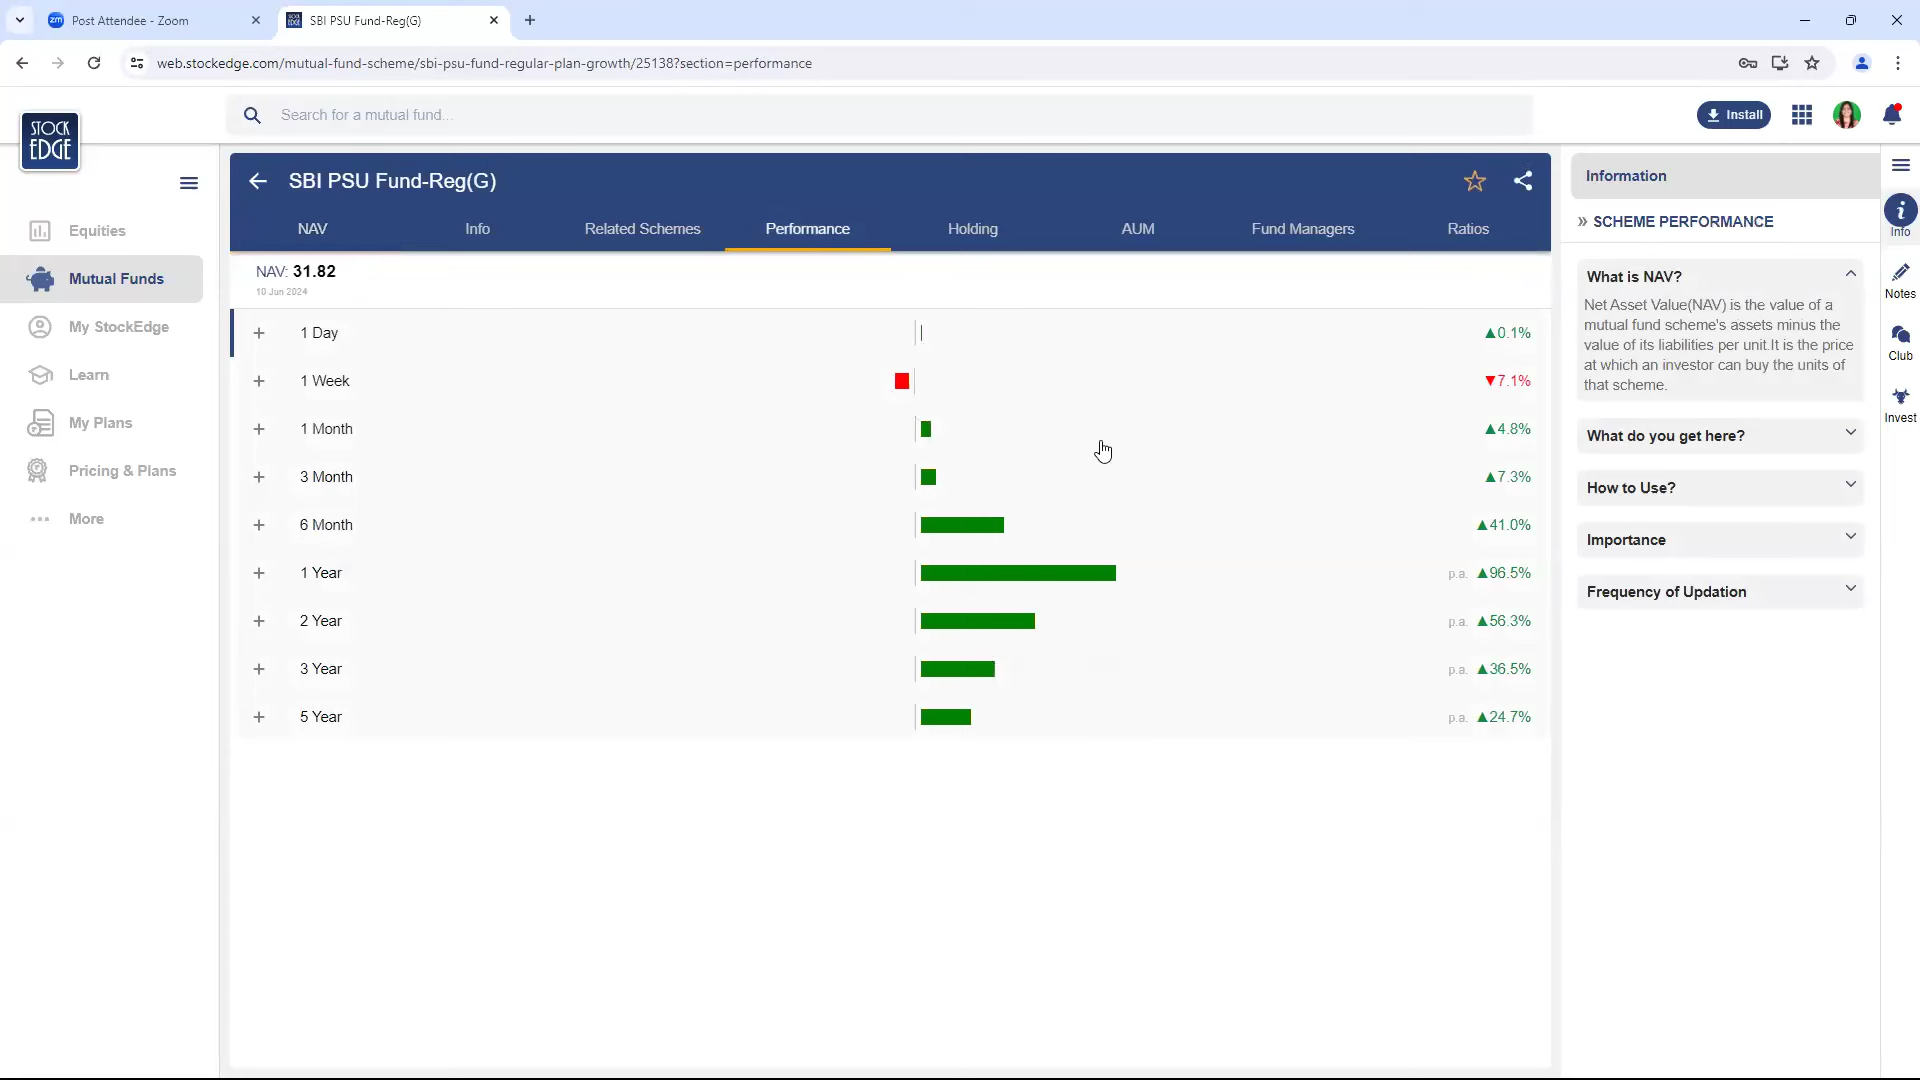 zm Post Attendee - Zoom
SBI PSU Fund-Reg(G)
web.stockedge.com/mutual-fund-scheme/sbi-psu-fund-regular-plan-growth/25138?section=performance
STOCK
EDGE
Search for a mutual fund...
Install
Equities
Mutual Funds
My StockEdge
Learn
My Plans
Pricing & Plans
More
SBI PSU Fund-Reg(G)
NAV Info Related Schemes Performance Holding AUM Fund Managers Ratios
NAV: 31.82
10 Jun 2024
+ 1 Day ▲0.1%
+ 1 Week ▼7.1%
+ 1 Month ▲4.8%
+ 3 Month ▲7.3%
+ 6 Month ▲41.0%
+ 1 Year p.a. ▲96.5%
+ 2 Year p.a. ▲56.3%
+ 3 Year p.a. ▲36.5%
+ 5 Year p.a. ▲24.7%
Information
» SCHEME PERFORMANCE
What is NAV?
Net Asset Value(NAV) is the value of a
mutual fund scheme's assets minus the
value of its liabilities per unit.It is the price
at which an investor can buy the units of
that scheme.
What do you get here?
How to Use?
Importance
Frequency of Updation
Info
Notes
Club
Invest